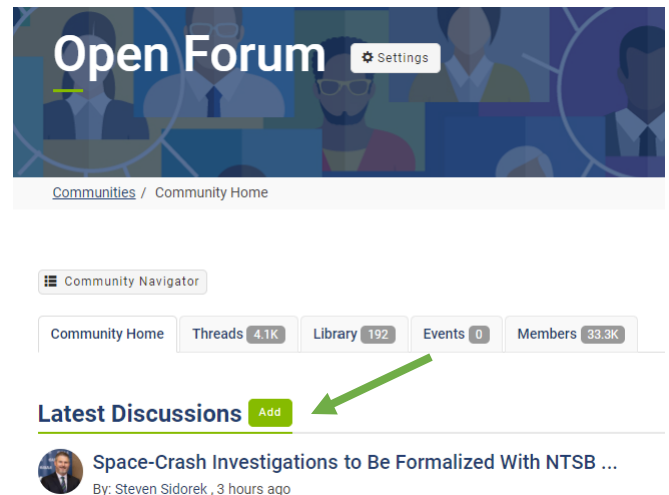 Open Forum Settings
Communities / Community Home
Community Navigator
Community Home Threads 4.1K Library 192 Events 0 Members 33.3K
Latest Discussions Add
Space-Crash Investigations to Be Formalized With NTSB ...
By: Steven Sidorek , 3 hours ago